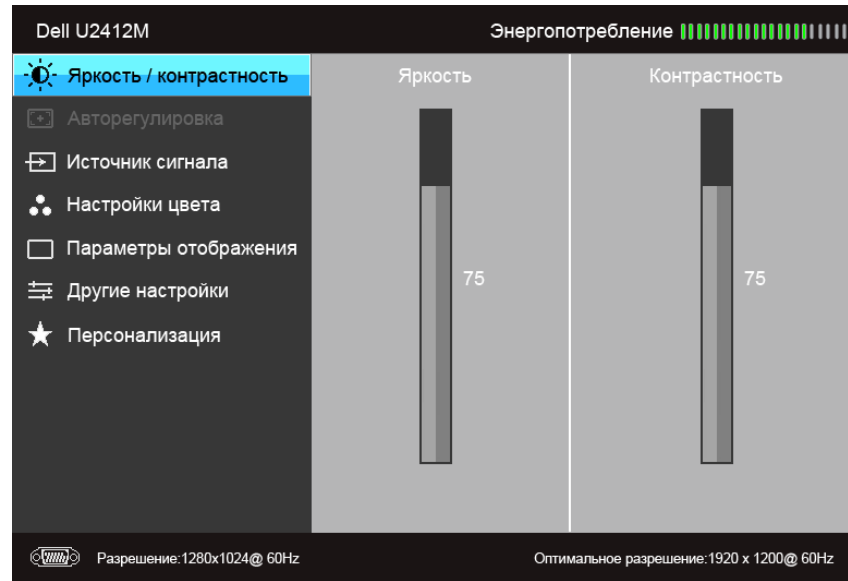 Dell U2412M
Энергопотребление
Яркость / контрастность
Авторегулировка
Источник сигнала
Настройки цвета
Параметры отображения
Другие настройки
Персонализация
Яркость
75
Контрастность
75
Разрешение:1280x1024@ 60Hz
Оптимальное разрешение:1920 x 1200@ 60Hz